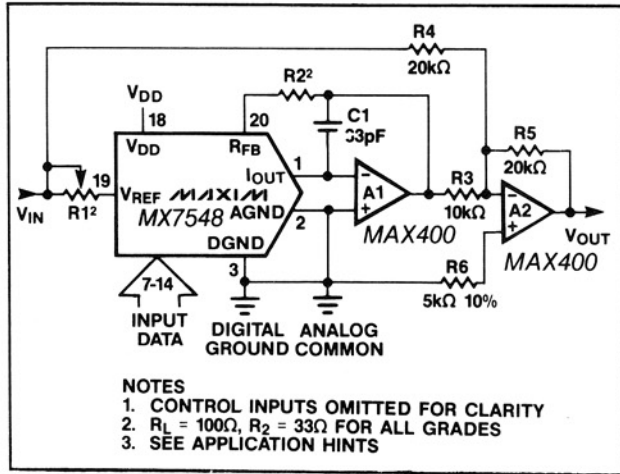 R4
20kΩ
R2²
VDD
18
20
C1
33pF
R5
20kΩ
VDD
RFB
1
IOUT
−
A1
+
R3
10kΩ
−
A2
+
19
VREF MAXIM
MX7548
AGND
2
VIN
R1²
DGND
3
MAX400
VOUT
MAX400
R6
5kΩ 10%
7-14
INPUT
DATA
DIGITAL ANALOG
GROUND COMMON
NOTES
1. CONTROL INPUTS OMITTED FOR CLARITY
2. RL = 100Ω, R2 = 33Ω FOR ALL GRADES
3. SEE APPLICATION HINTS